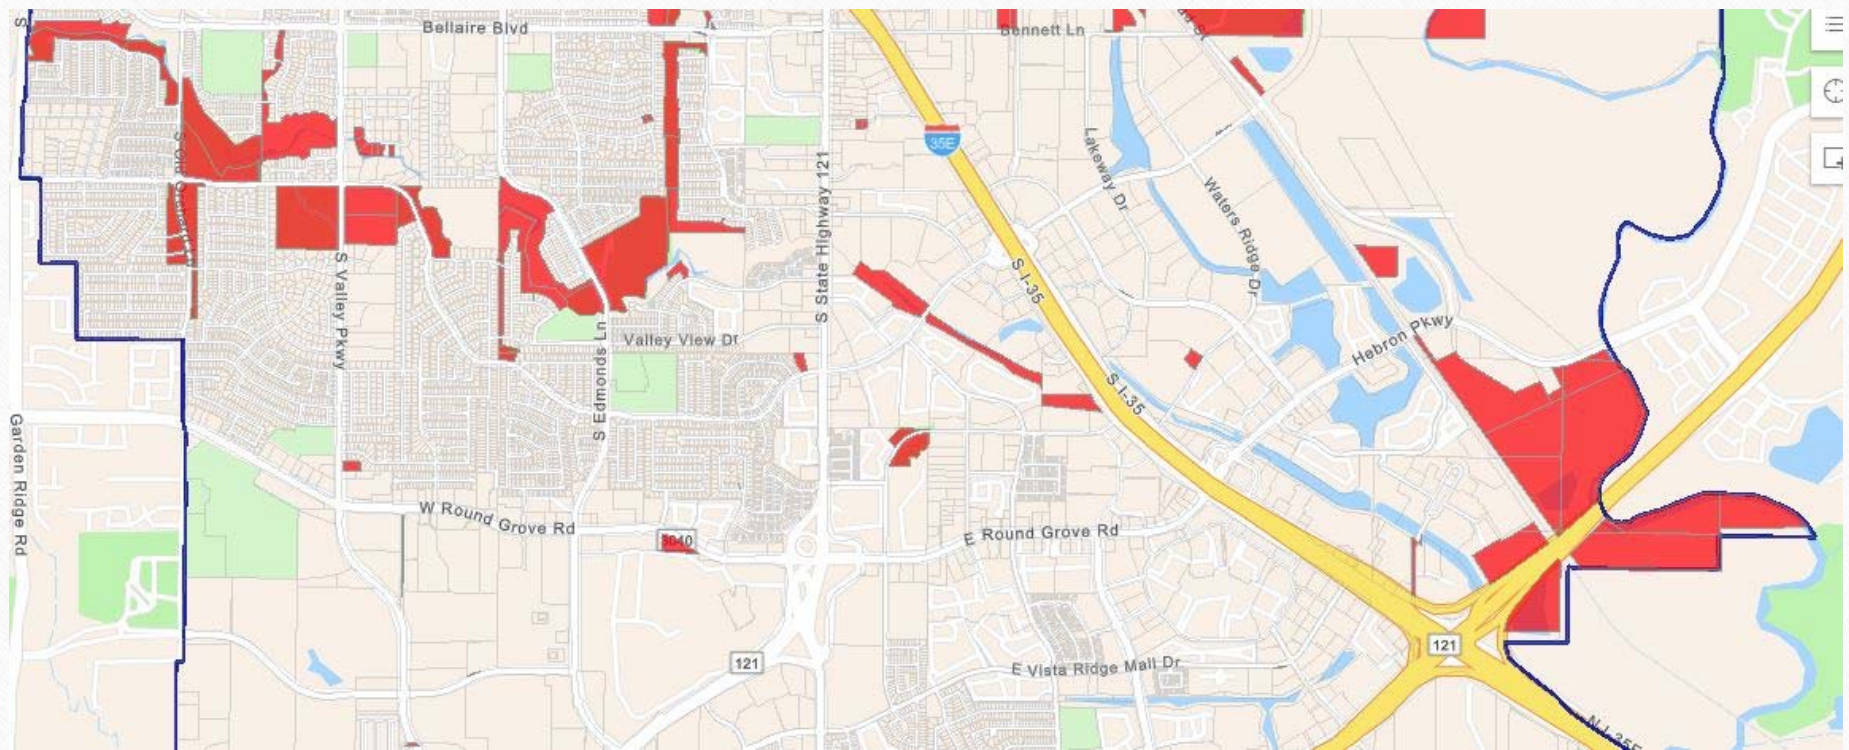 Bellaire Blvd
Bennett Ln
35E
Lakeway Dr
S State Highway 121
Waters Ridge Dr
S Valley Pkwy
S I-35
Hebron Pkwy
Valley View Dr
S Edmonds Ln
S I-35
Garden Ridge Rd
W Round Grove Rd
3040
E Round Grove Rd
121
121
E Vista Ridge Mall Dr
N I-35E